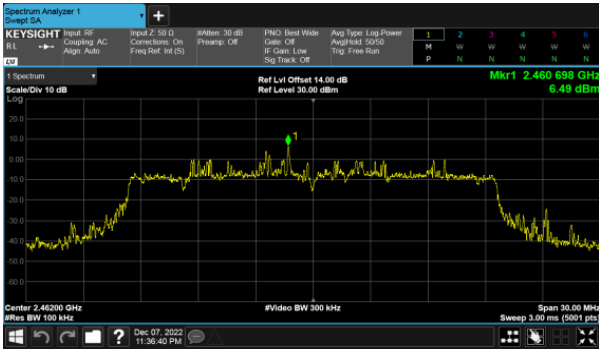 Spectrum Analyzer 1
Swept SA
+
KEYSIGHT Input: RF Input Z: 50 Ω #Atten: 30 dB PNO: Best Wide Avg Type: Log-Power 1 2 3 4 5 6
RL Coupling: AC Corrections: On Preamp: Off Gate: Off Avg|Hold: 50/50 M W W W W W
Align: Auto Freq Ref: Int (S) IF Gain: Low Trig: Free Run P N N N N N
Sig Track: Off
LXI
1 Spectrum
Mkr1 2.460 698 GHz
Scale/Div 10 dB Ref Lvl Offset 14.00 dB 6.49 dBm
Ref Level 30.00 dBm
Log
20.0
10.0
1
0.00
-10.0
-20.0
-30.0
-40.0
-50.0
-60.0
Center 2.46200 GHz #Video BW 300 kHz Span 30.00 MHz
#Res BW 100 kHz Sweep 3.00 ms (5001 pts)
? Dec 07, 2022
11:36:40 PM